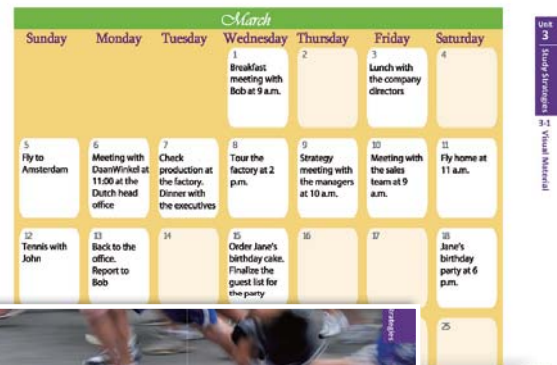 March
Sunday Monday Tuesday Wednesday Thursday Friday Saturday
1
Breakfast
meeting with
Bob at 9 a.m.
2
3
Lunch with
the company
directors
4
5
Fly to
Amsterdam
6
Meeting with
DaanWinkel at
11:00 at the
Dutch head
office
7
Check
production at
the factory.
Dinner with
the executives
8
Tour the
factory at 2
p.m.
9
Strategy
meeting with
the managers
at 10 a.m.
10
Meeting with
the sales
team at 9
a.m.
11
Fly home at
11 a.m.
12
Tennis with
John
13
Back to the
office.
Report to
Bob
14
15
Order Jane's
birthday cake.
Finalize the
guest list for
the party
16
17
18
Jane's
birthday
party at 6
p.m.
25
Unit
3
Study Strategies
3-1 Visual Material